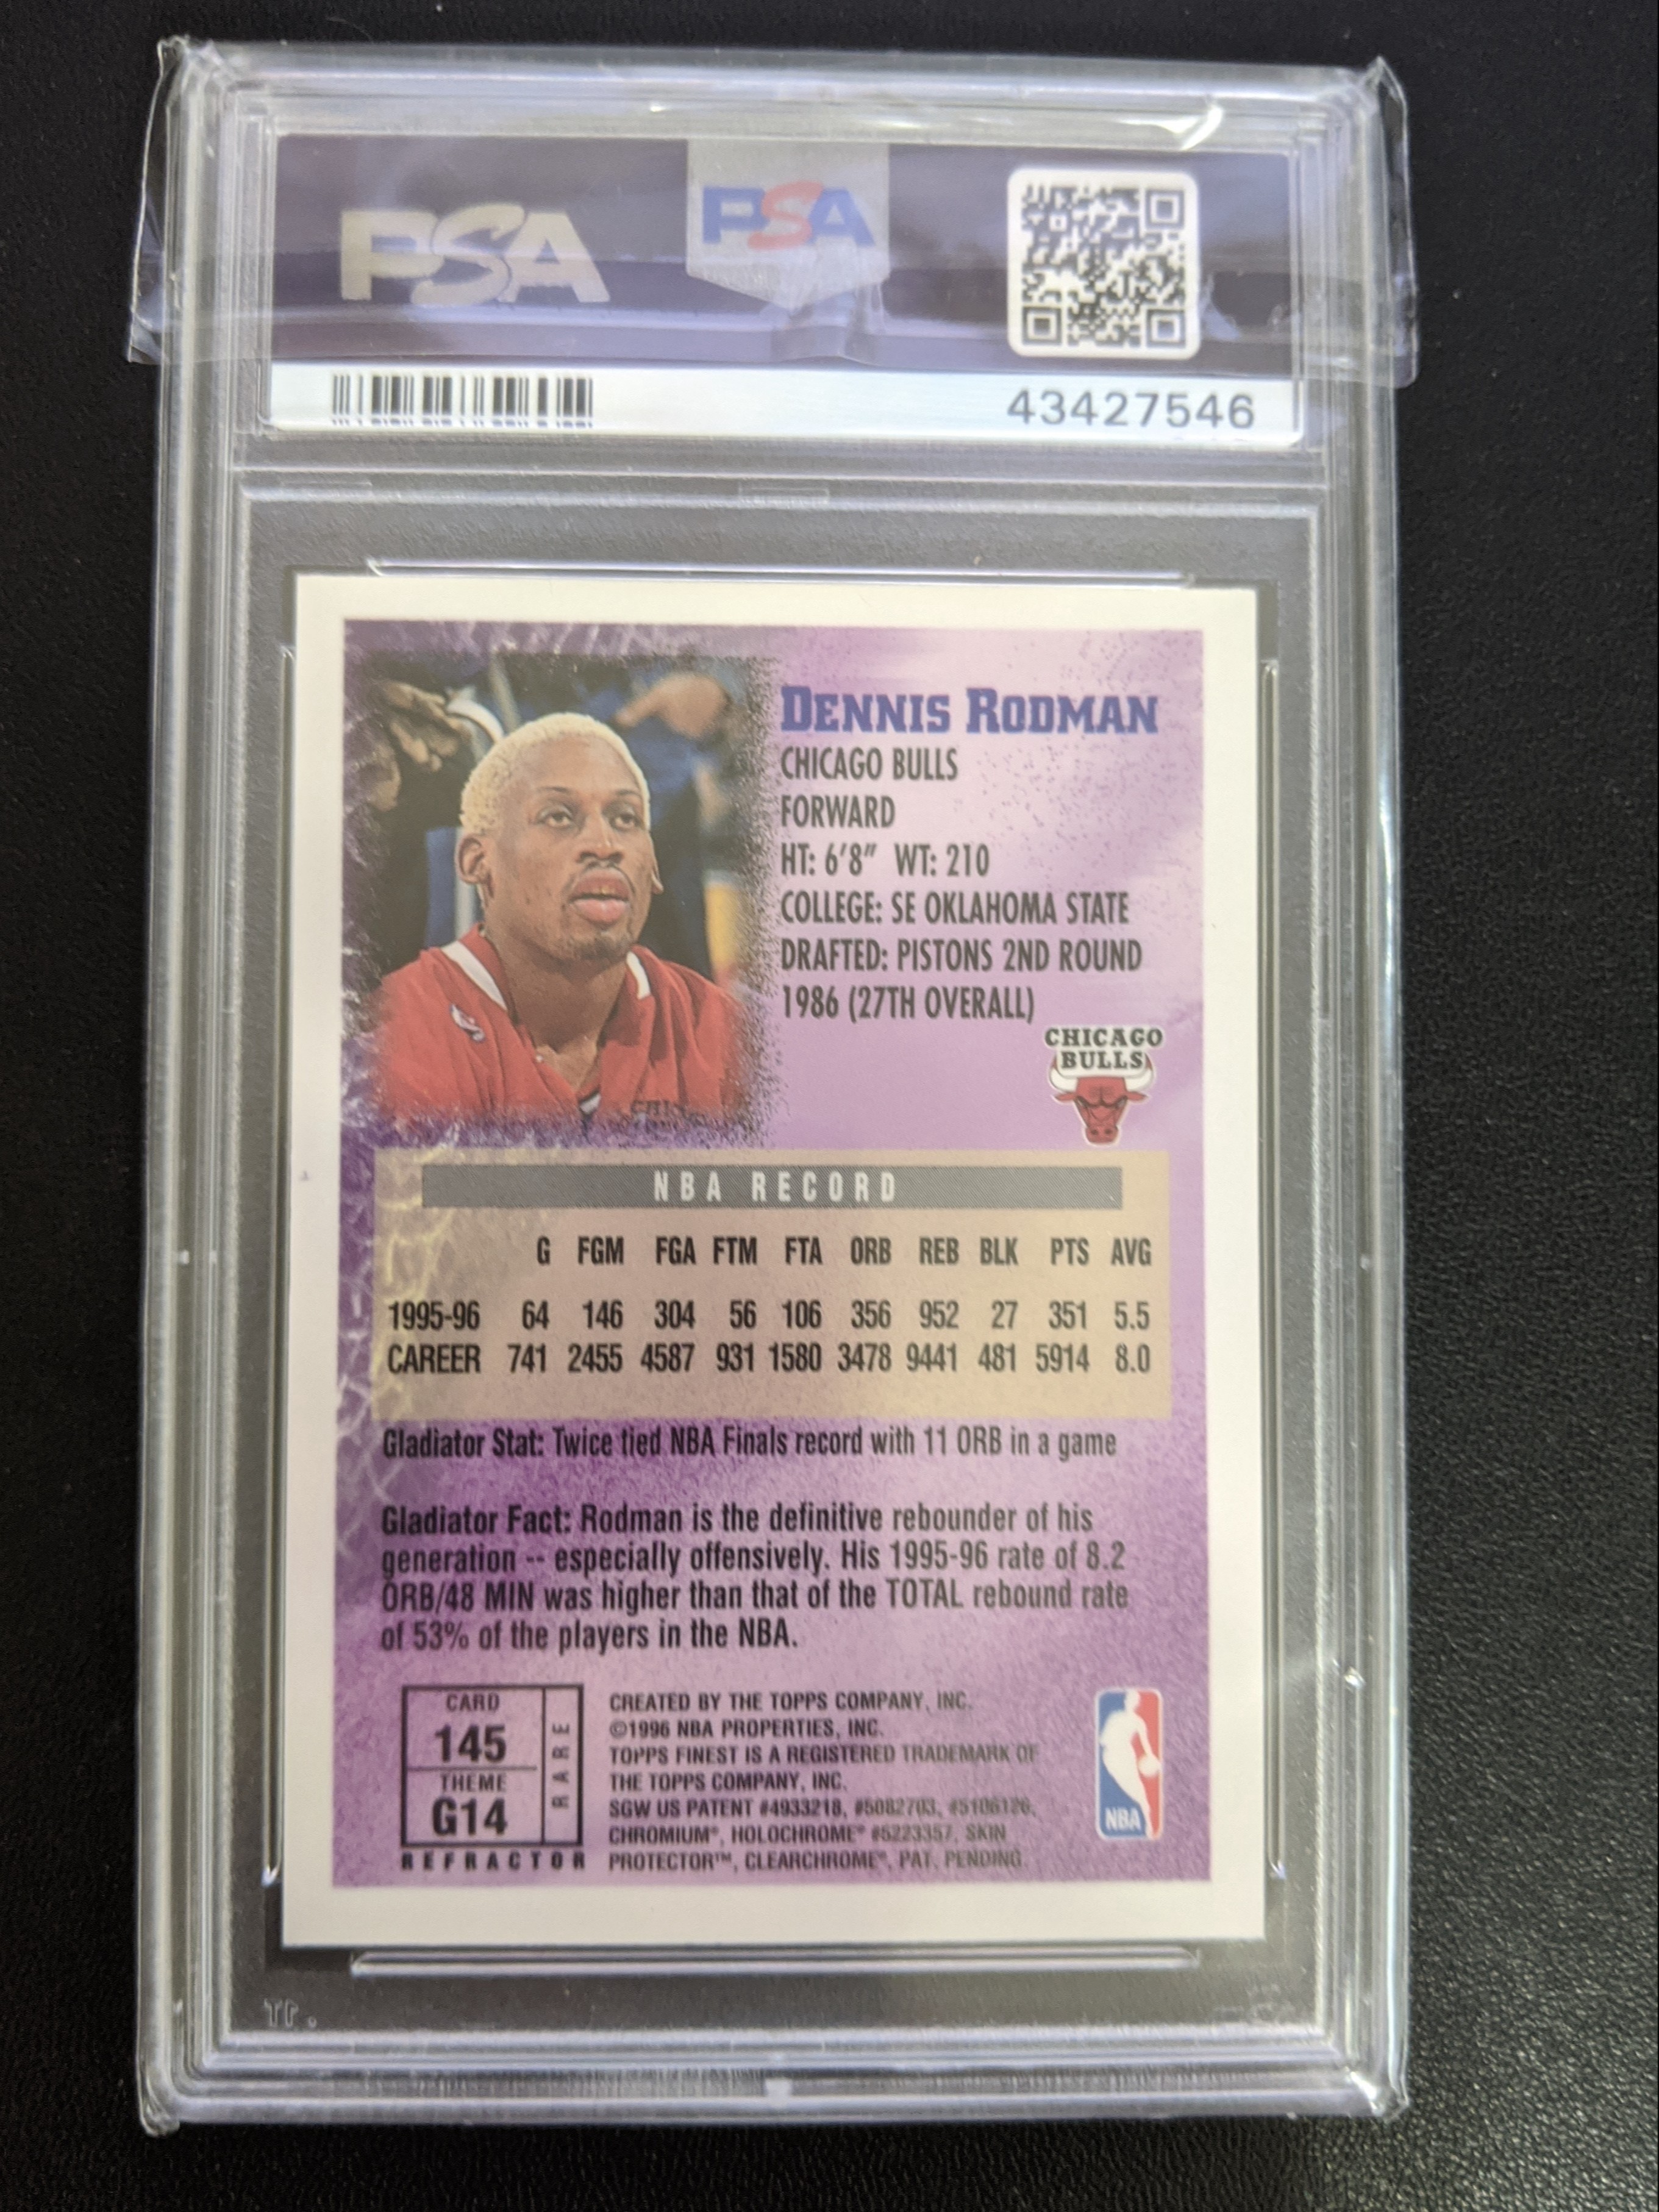 PSA
PSA
43427546
DENNIS RODMAN
CHICAGO BULLS
FORWARD
HT: 6'8" WT: 210
COLLEGE: SE OKLAHOMA STATE
DRAFTED: PISTONS 2ND ROUND
1986 (27TH OVERALL)
CHICAGO
BULLS
NBA RECORD
G FGM FGA FTM FTA ORB REB BLK PTS AVG
1995-96 64 146 304 56 106 356 952 27 351 5.5
CAREER 741 2455 4587 931 1580 3478 9441 481 5914 8.0
Gladiator Stat: Twice tied NBA Finals record with 11 ORB in a game
Gladiator Fact: Rodman is the definitive rebounder of his
generation -- especially offensively. His 1995-96 rate of 8.2
ORB/48 MIN was higher than that of the TOTAL rebound rate
of 53% of the players in the NBA.
CARD
145
THEME
G14
RARE
REFRACTOR
CREATED BY THE TOPPS COMPANY, INC.
©1996 NBA PROPERTIES, INC.
TOPPS FINEST IS A REGISTERED TRADEMARK OF
THE TOPPS COMPANY, INC.
SGW US PATENT #4933218, #5082703, #5106126,
CHROMIUM®, HOLOCHROME® #5223357, SKIN
PROTECTOR™, CLEARCHROME®, PAT. PENDING.
NBA